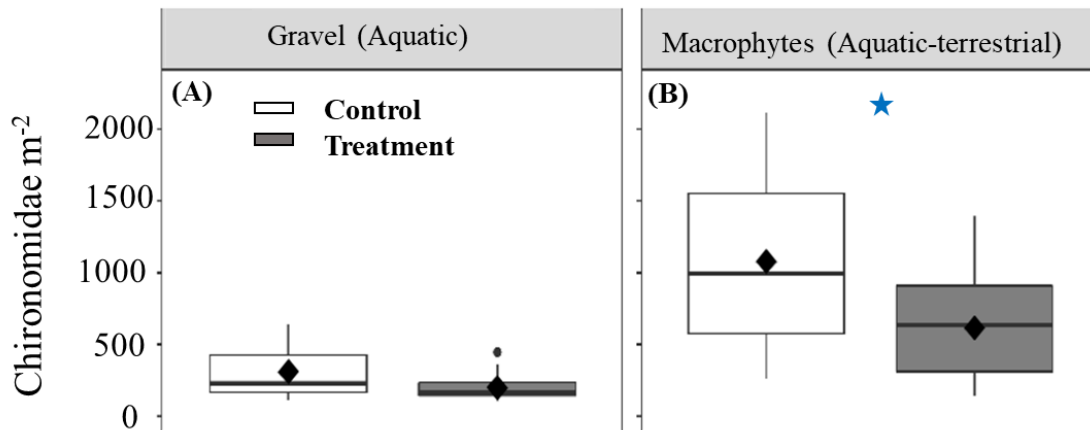 Gravel (Aquatic)
Macrophytes (Aquatic-terrestrial)
(A)
Control
Treatment
(B)
Chironomidae m-2
2000
1500
1000
500
0